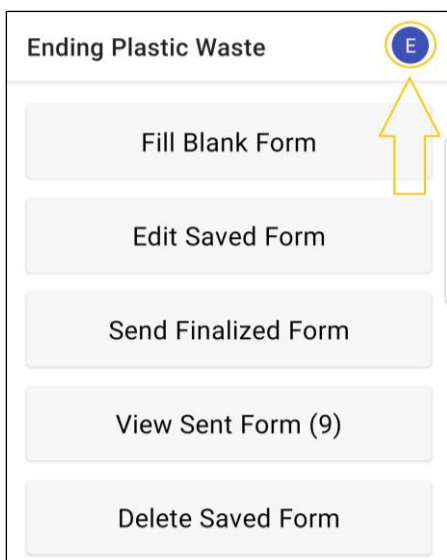 Ending Plastic Waste E
Fill Blank Form
Edit Saved Form
Send Finalized Form
View Sent Form (9)
Delete Saved Form